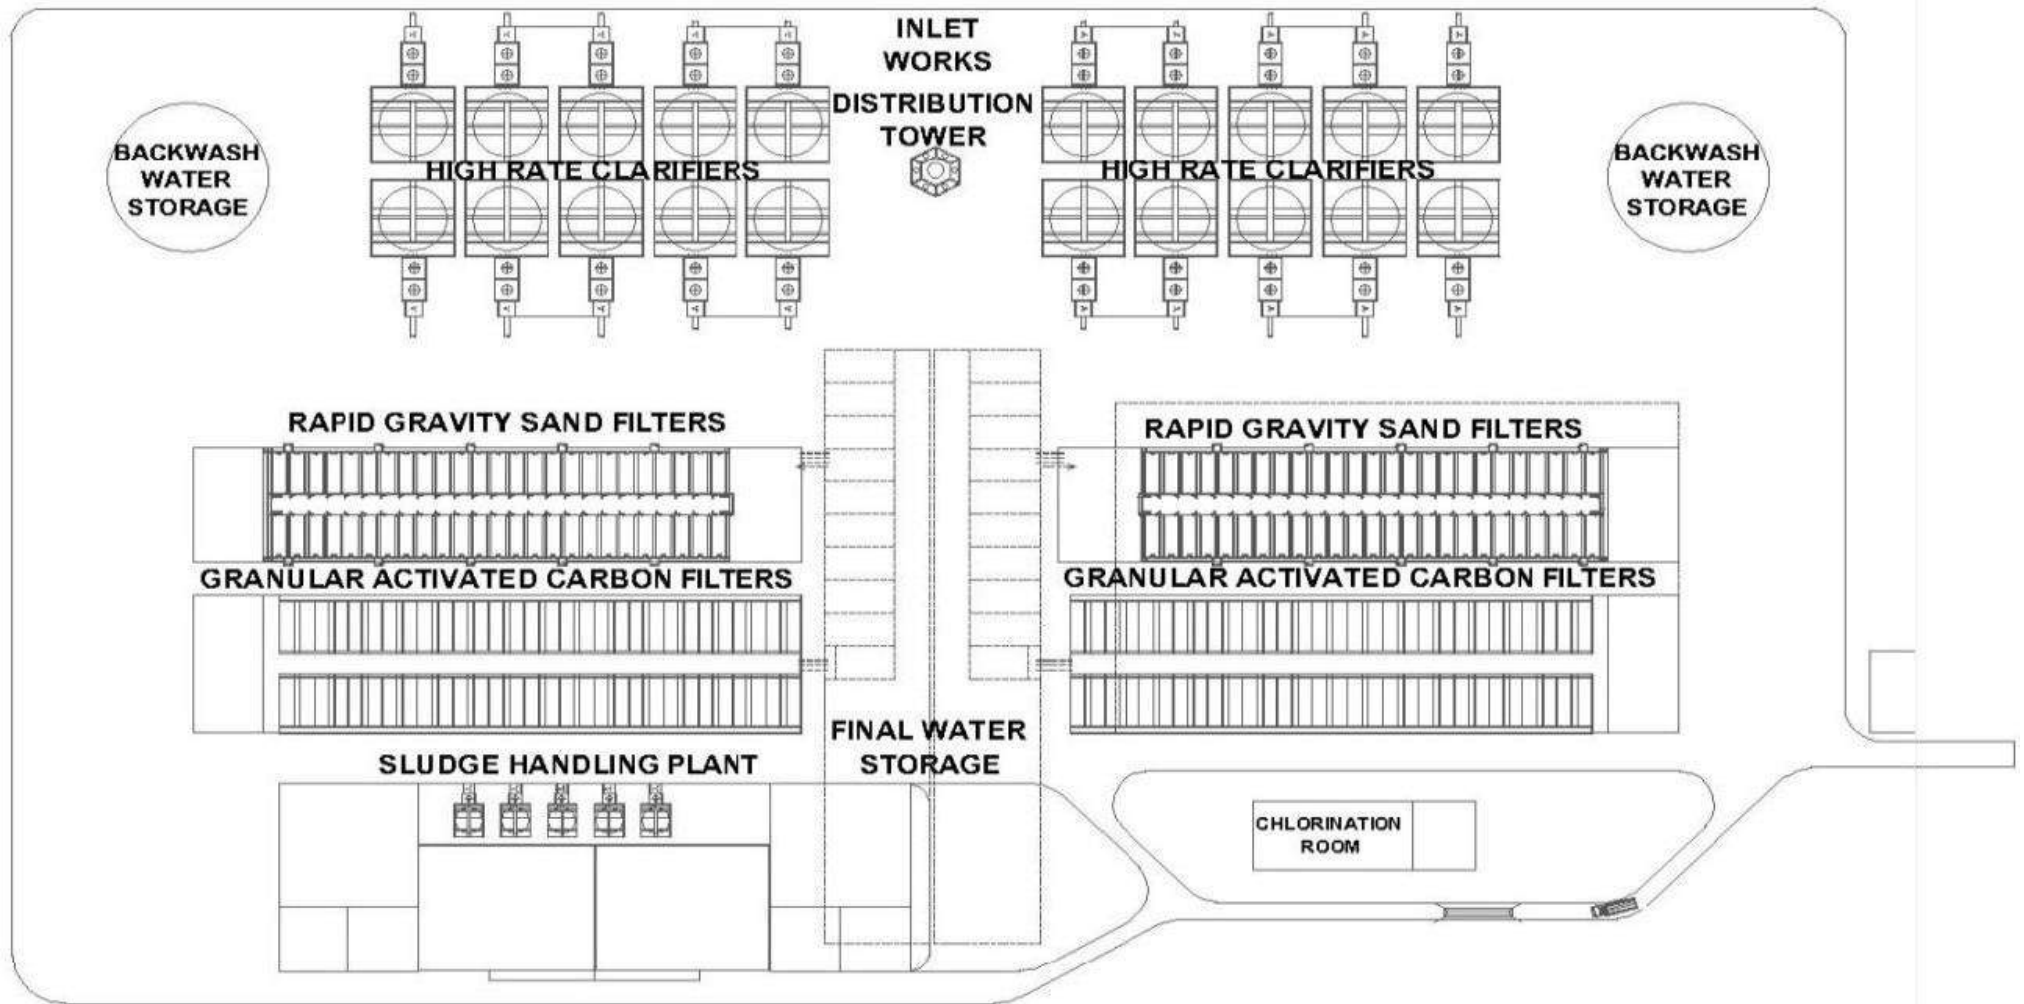 INLET
WORKS
DISTRIBUTION
TOWER
BACKWASH
WATER
STORAGE
HIGH RATE CLARIFIERS
HIGH RATE CLARIFIERS
BACKWASH
WATER
STORAGE
RAPID GRAVITY SAND FILTERS
RAPID GRAVITY SAND FILTERS
GRANULAR ACTIVATED CARBON FILTERS
GRANULAR ACTIVATED CARBON FILTERS
FINAL WATER
STORAGE
SLUDGE HANDLING PLANT
CHLORINATION
ROOM